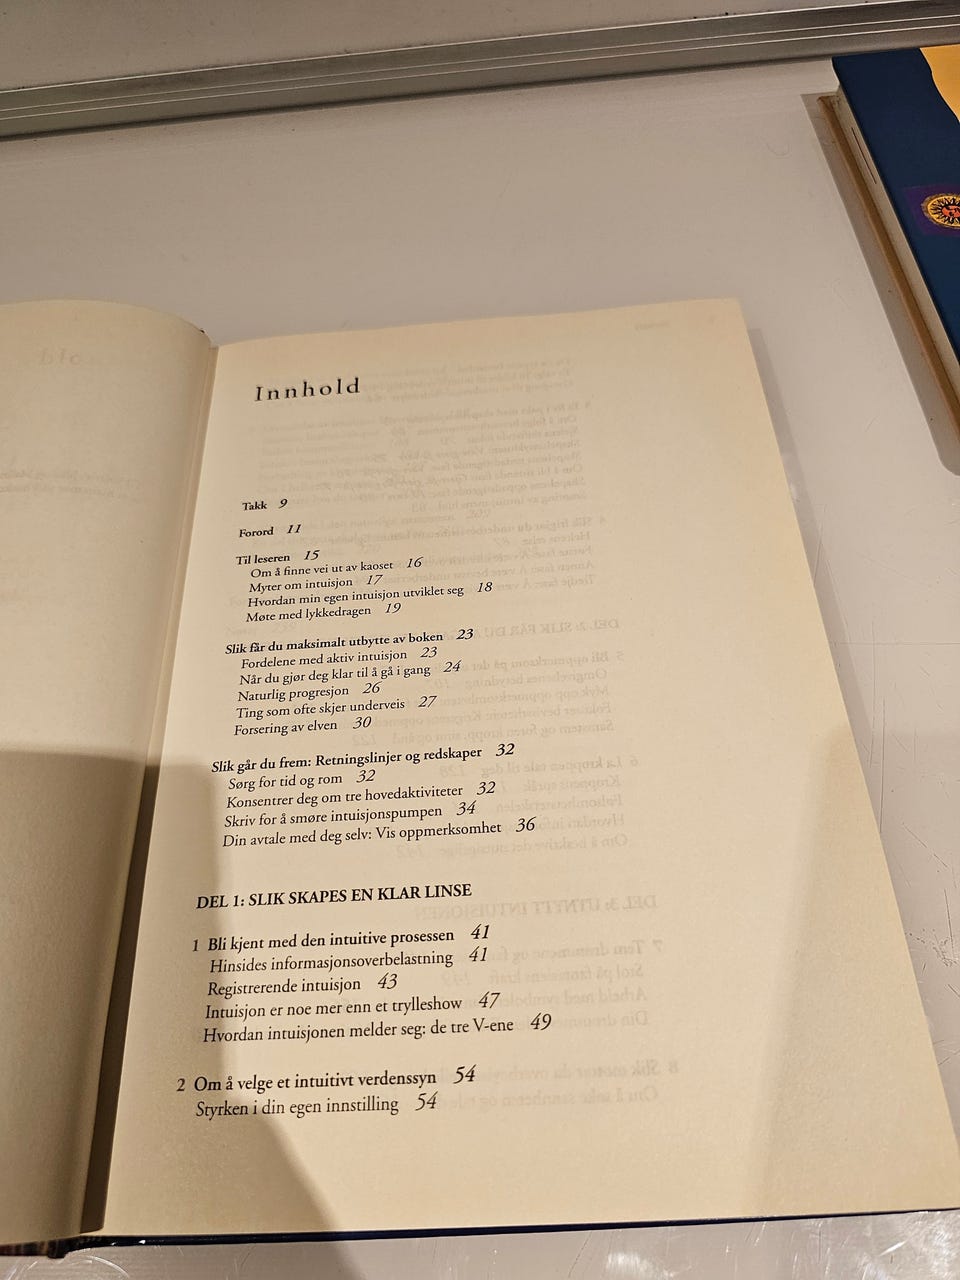 Innhold
Takk 9
Forord 11
Til leseren 15
Om å finne vei ut av kaoset 16
Myter om intuisjon 17
Hvordan min egen intuisjon utviklet seg 18
Møte med lykkedragen 19
Slik får du maksimalt utbytte av boken 23
Fordelene med aktiv intuisjon 23
Når du gjør deg klar til å gå i gang 24
Naturlig progresjon 26
Ting som ofte skjer underveis 27
Forsering av elven 30
Slik går du frem: Retningslinjer og redskaper 32
Sørg for tid og rom 32
Konsentrer deg om tre hovedaktiviteter 32
Skriv for å smøre intuisjonspumpen 34
Din avtale med deg selv: Vis oppmerksomhet 36
DEL 1: SLIK SKAPES EN KLAR LINSE
1 Bli kjent med den intuitive prosessen 41
Hinsides informasjonsoverbelastning 41
Registrerende intuisjon 43
Intuisjon er noe mer enn et trylleshow 47
Hvordan intuisjonen melder seg: de tre V-ene 49
2 Om å velge et intuitivt verdenssyn 54
Styrken i din egen innstilling 54